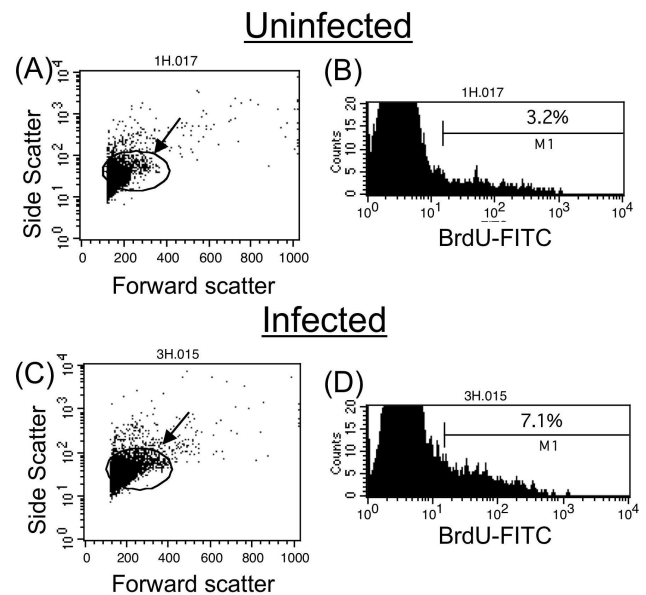 Uninfected
(A)
1H.017
Side Scatter
10^4
10^3
10^2
10^1
10^0
0 200 400 600 800 1000
Forward scatter
(B)
1H.017
Counts
20
15
10
5
0
3.2%
M1
10^0 10^1 10^2 10^3 10^4
BrdU-FITC
Infected
(C)
3H.015
Side Scatter
10^4
10^3
10^2
10^1
10^0
0 200 400 600 800 1000
Forward scatter
(D)
3H.015
Counts
20
15
10
5
0
7.1%
M1
10^0 10^1 10^2 10^3 10^4
BrdU-FITC